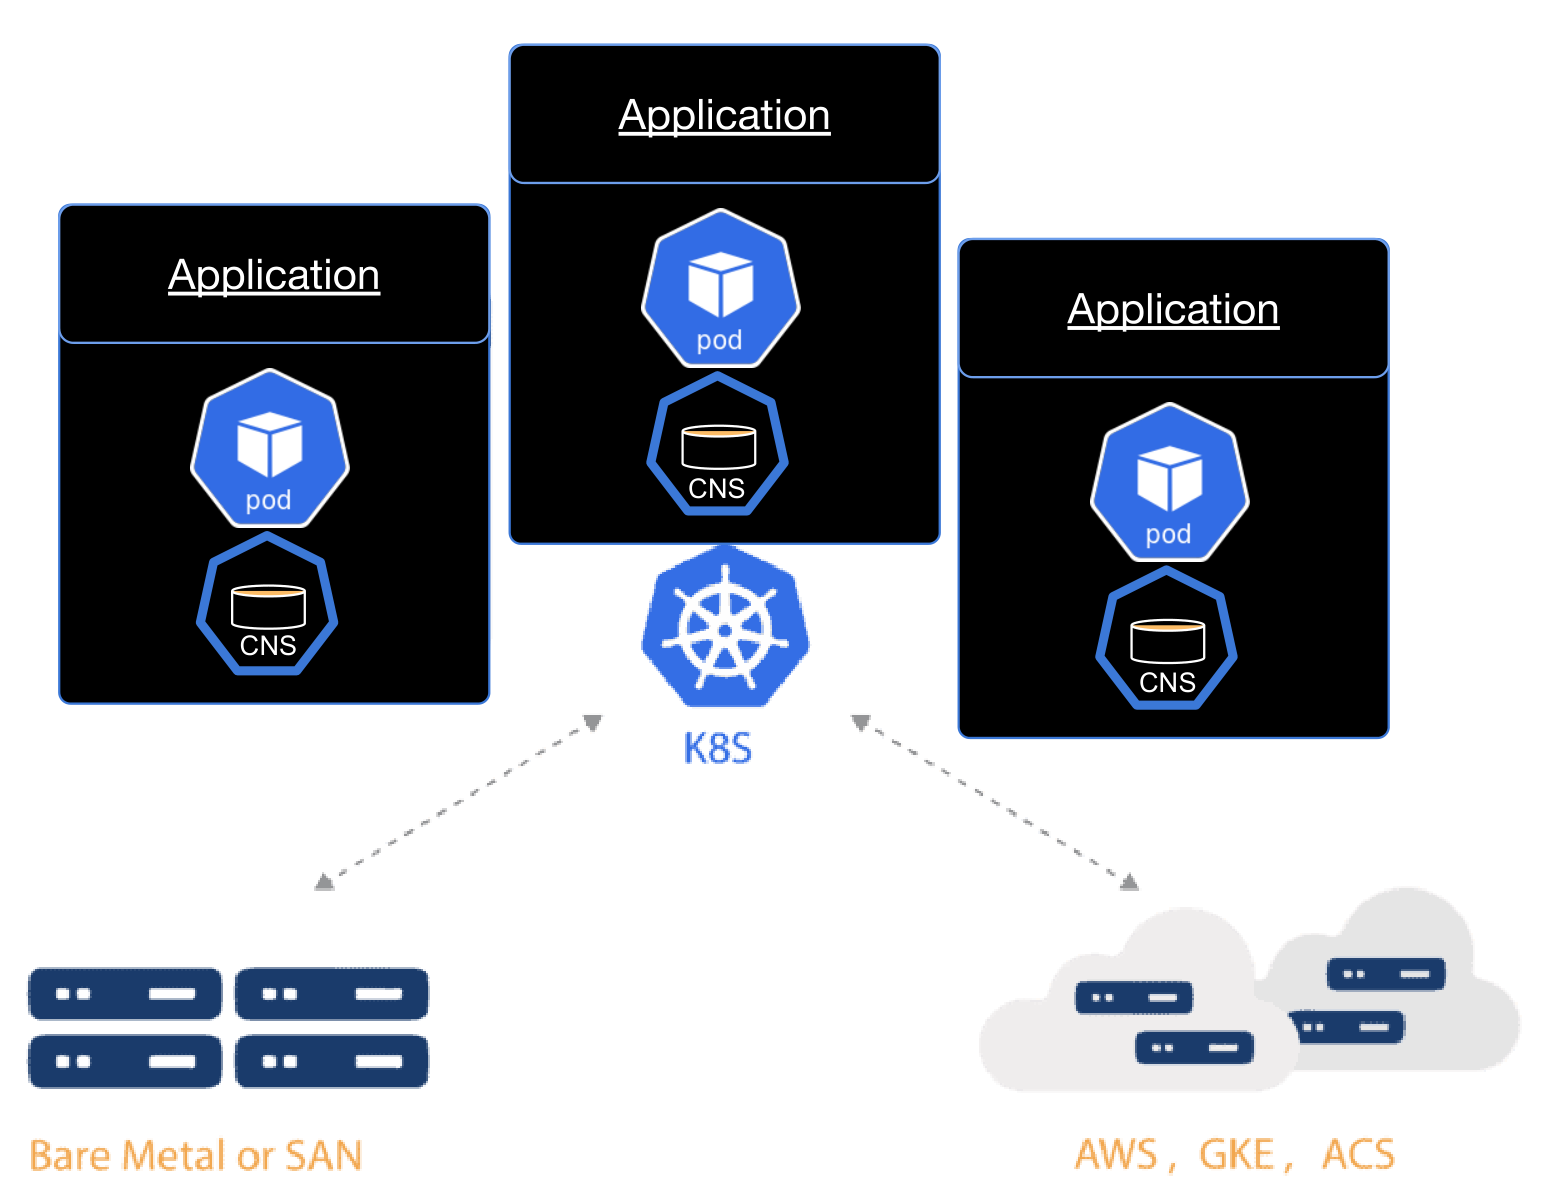 Application
pod
CNS
Application
pod
CNS
Application
pod
CNS
K8S
Bare Metal or SAN
AWS , GKE , ACS